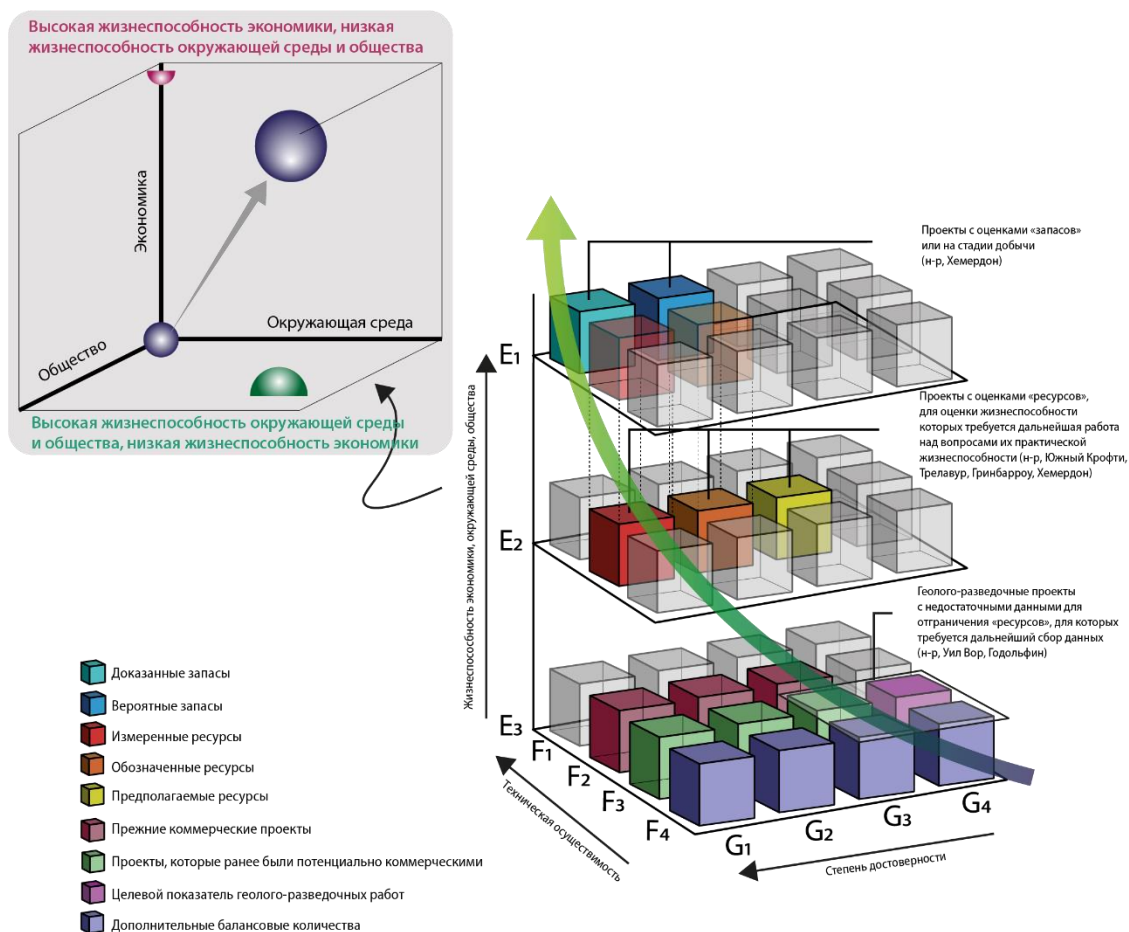 Высокая жизнеспособность экономики, низкая
жизнеспособность окружающей среды и общества
Экономика
Окружающая среда
Общество
Высокая жизнеспособность окружающей среды
и общества, низкая жизнеспособность экономики
Проекты с оценками «запасов»
или на стадии добычи
(н-р, Хемердон)
Проекты с оценками «ресурсов»,
для оценки жизнеспособности
которых требуется дальнейшая работа
над вопросами их практической
жизнеспособности (н-р, Южный Крофти,
Трелавур, Гринбарроу, Хемердон)
Геолого-разведочные проекты
с недостаточными данными для
отграничения «ресурсов», для которых
требуется дальнейший сбор данных
(н-р, Уил Вор, Годольфин)
Жизнеспособность экономики, окружающей среды, общества
E1
E2
E3
F1
F2
F3
F4
G1
G2
G3
G4
Техническая осуществимость
Степень достоверности
Доказанные запасы
Вероятные запасы
Измеренные ресурсы
Обозначенные ресурсы
Предполагаемые ресурсы
Прежние коммерческие проекты
Проекты, которые ранее были потенциально коммерческими
Целевой показатель геолого-разведочных работ
Дополнительные балансовые количества